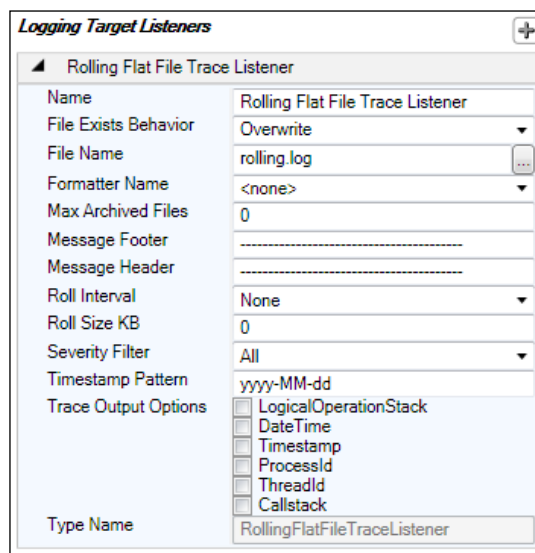 Logging Target Listeners
Rolling Flat File Trace Listener
Name Rolling Flat File Trace Listener
File Exists Behavior Overwrite
File Name rolling.log ...
Formatter Name <none>
Max Archived Files 0
Message Footer ----------------------------------------
Message Header ----------------------------------------
Roll Interval None
Roll Size KB 0
Severity Filter All
Timestamp Pattern yyyy-MM-dd
Trace Output Options LogicalOperationStack
DateTime
Timestamp
ProcessId
ThreadId
Callstack
Type Name RollingFlatFileTraceListener